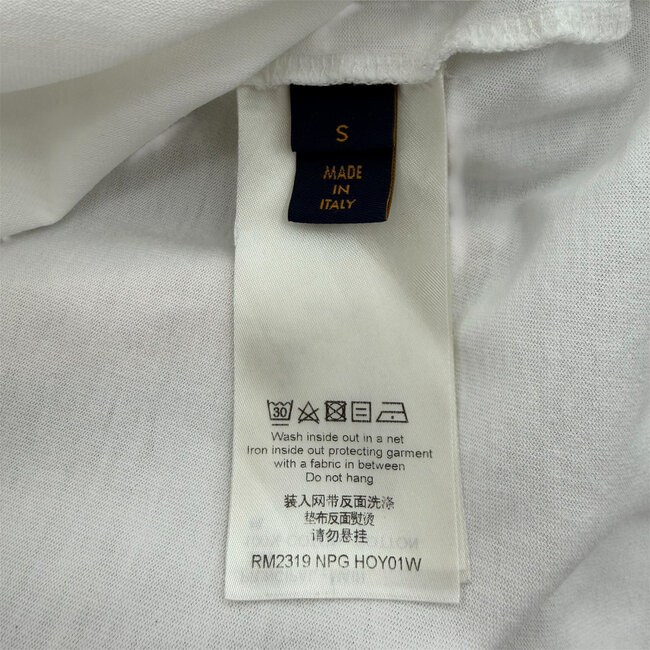 S
MADE
IN
ITALY
30
Wash inside out in a net
Iron inside out protecting garment
with a fabric in between
Do not hang
装入网带反面洗涤
垫布反面熨烫
请勿悬挂
RM2319 NPG HOY01W